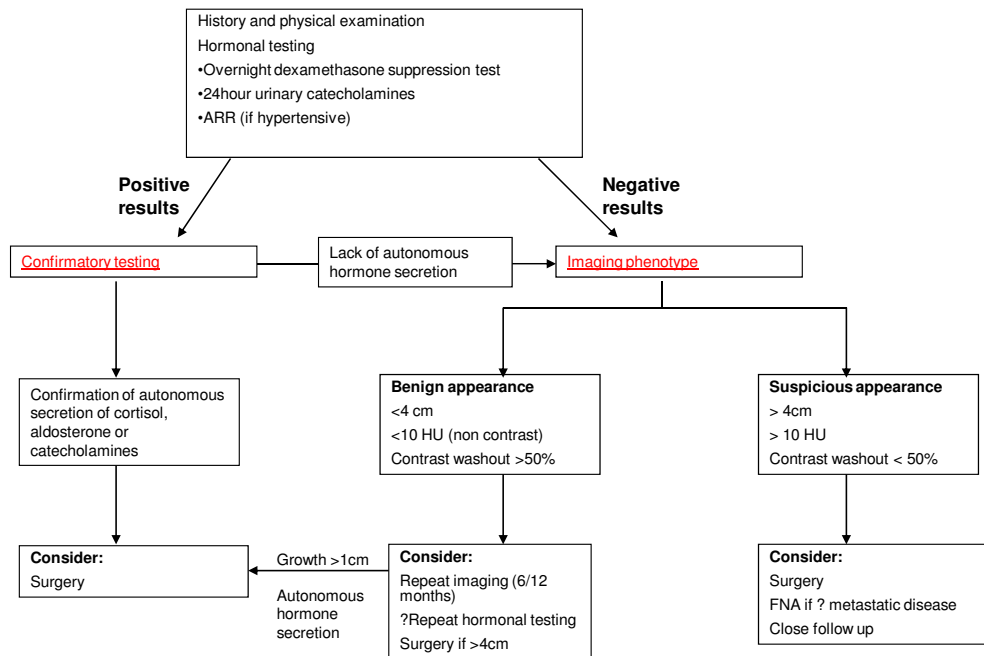 History and physical examination
Hormonal testing
•Overnight dexamethasone suppression test
•24hour urinary catecholamines
•ARR (if hypertensive)
Positive
results
Negative
results
Confirmatory testing
Lack of autonomous
hormone secretion
Imaging phenotype
Confirmation of autonomous
secretion of cortisol,
aldosterone or
catecholamines
Benign appearance
<4 cm
<10 HU (non contrast)
Contrast washout >50%
Suspicious appearance
> 4cm
> 10 HU
Contrast washout < 50%
Consider:
Surgery
Growth >1cm
Autonomous
hormone
secretion
Consider:
Repeat imaging (6/12
months)
?Repeat hormonal testing
Surgery if >4cm
Consider:
Surgery
FNA if ? metastatic disease
Close follow up